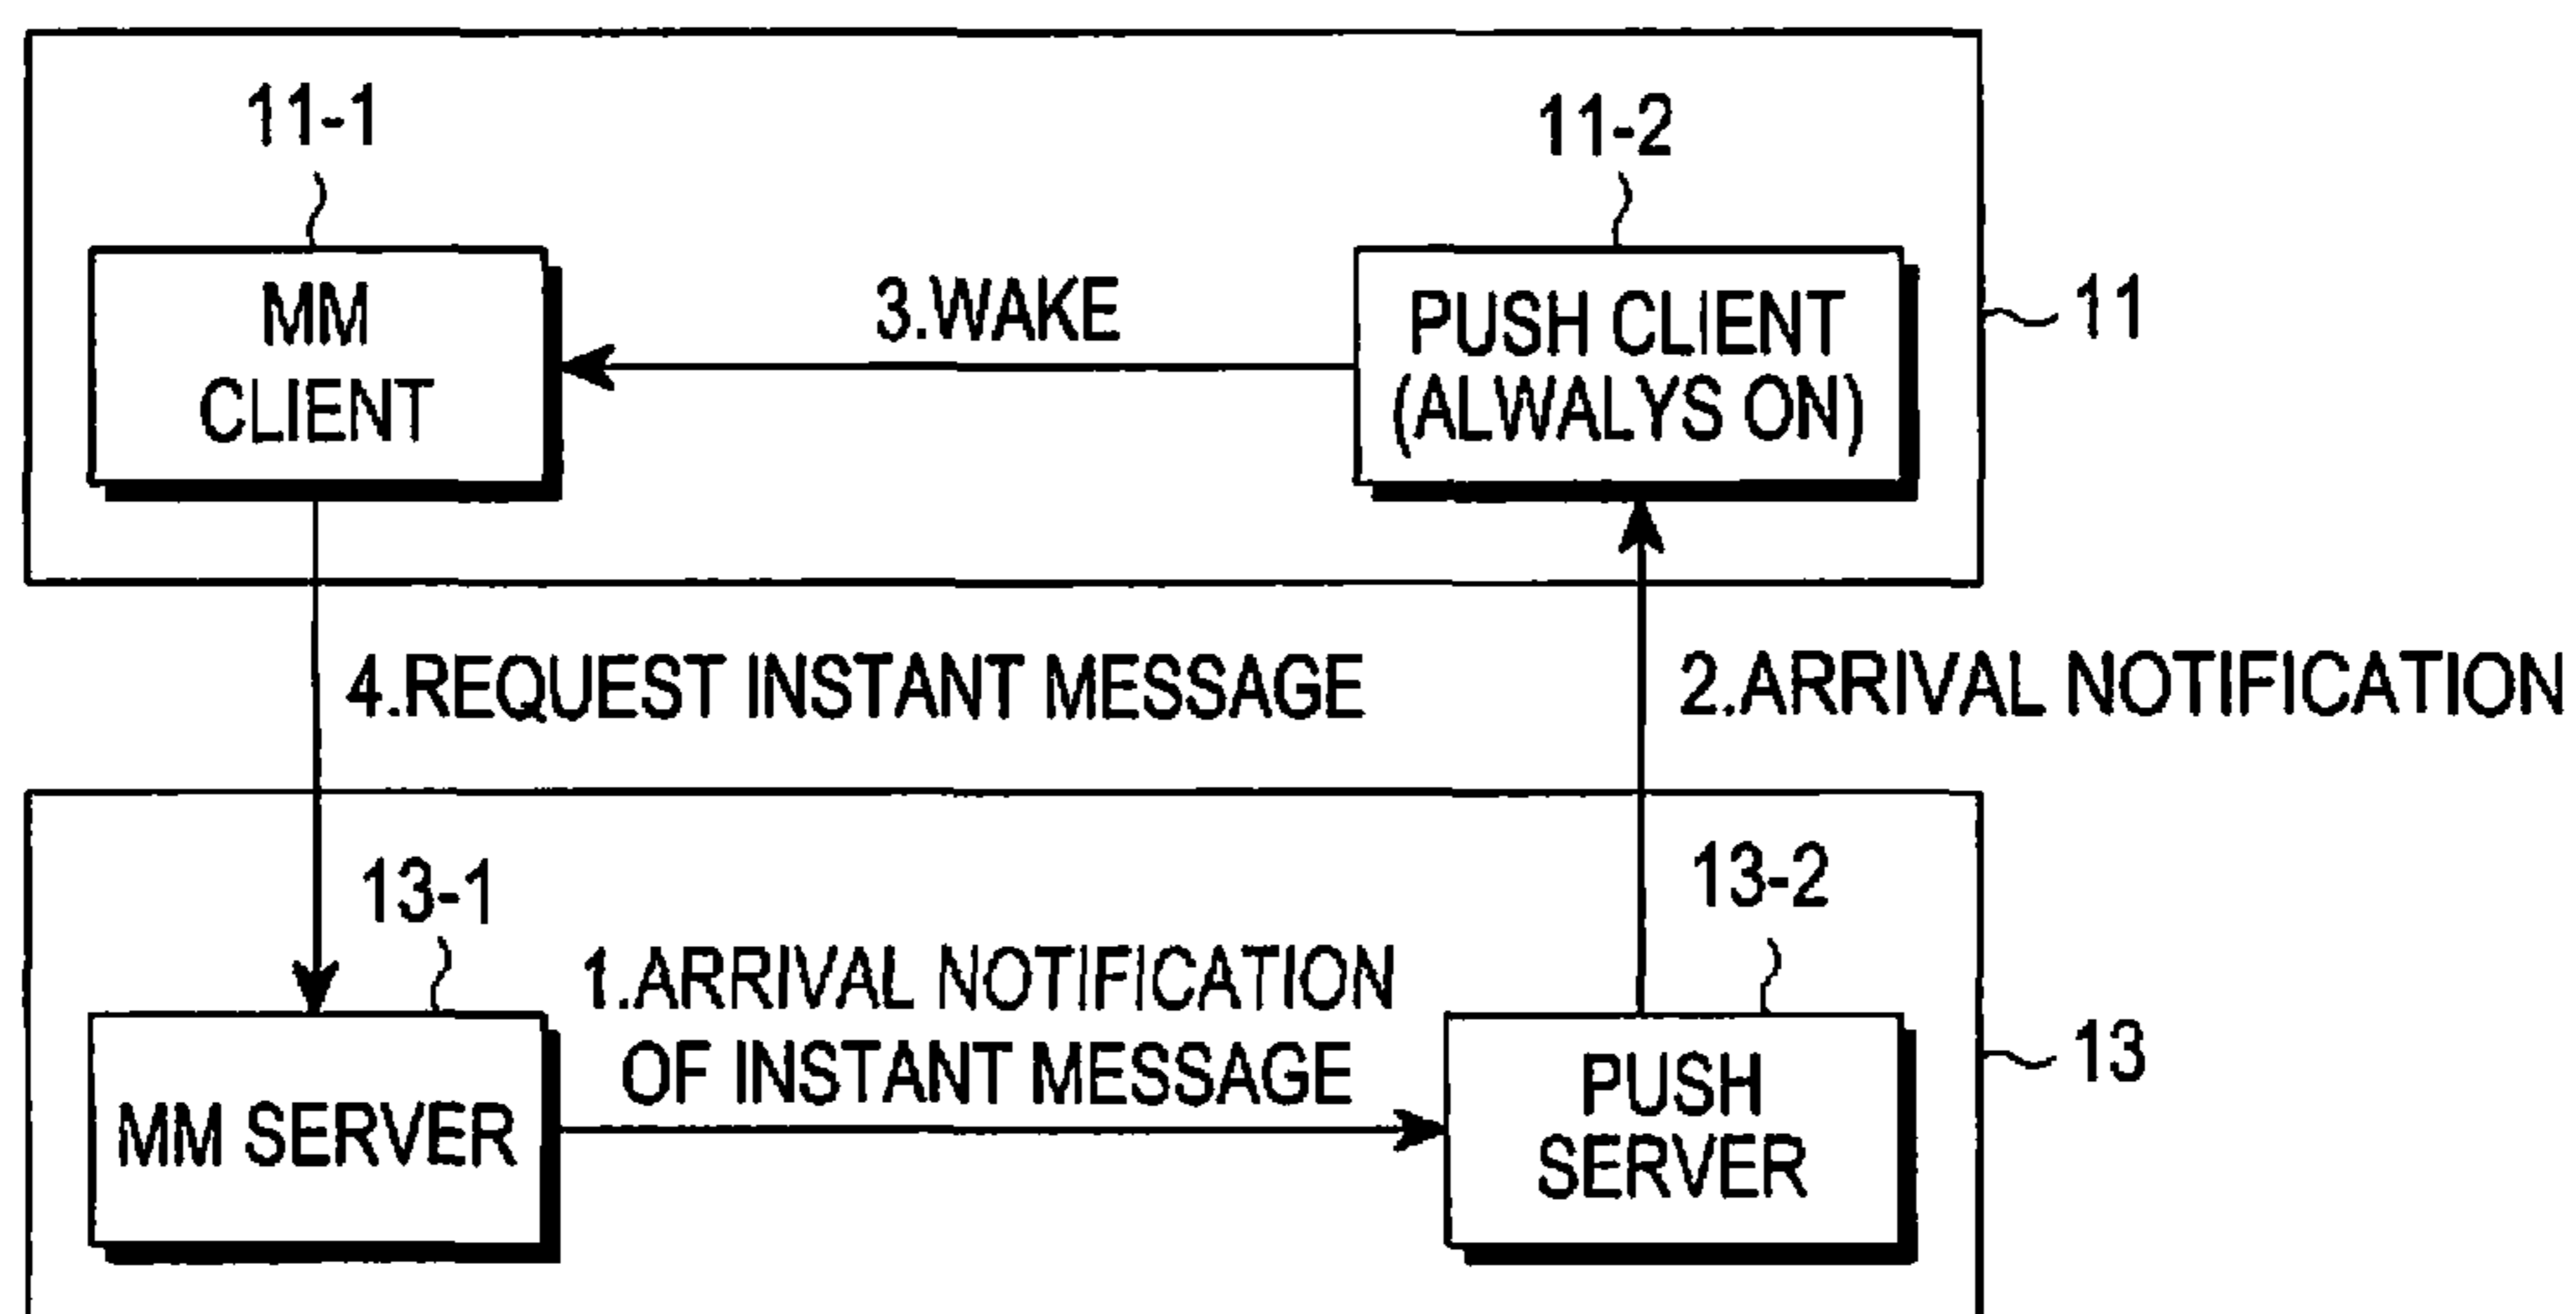 11-1
11-2
MM
CLIENT
3.WAKE
PUSH CLIENT
(ALWALYS ON)
11
4.REQUEST INSTANT MESSAGE
2.ARRIVAL NOTIFICATION
13-1
13-2
1.ARRIVAL NOTIFICATION
OF INSTANT MESSAGE
MM SERVER
PUSH
SERVER
13